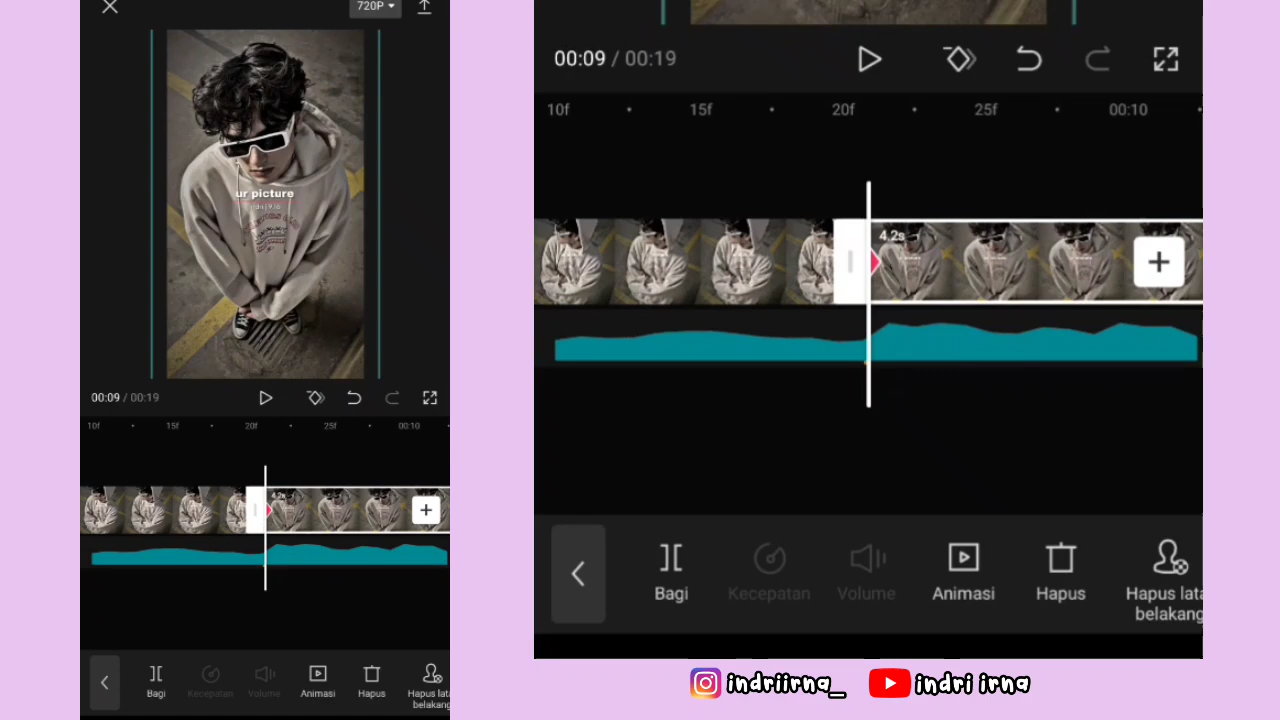 720P
ur picture
00:09 / 00:19
10f
15f
20f
25f
00:10
4.2s
Bagi
Kecepatan
Volume
Animasi
Hapus
Hapus lata
belakang
00:09 / 00:19
10f
15f
20f
25f
00:10
4.2s
Bagi
Kecepatan
Volume
Animasi
Hapus
Hapus lata
belakang
indriirna_
indri irna